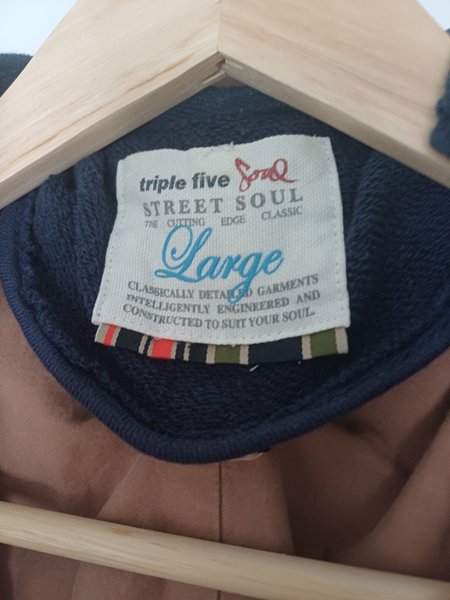 triple five Soul
STREET SOUL
THE CUTTING EDGE CLASSIC
Large
CLASSICALLY DETAILED GARMENTS
INTELLIGENTLY ENGINEERED AND
CONSTRUCTED TO SUIT YOUR SOUL.